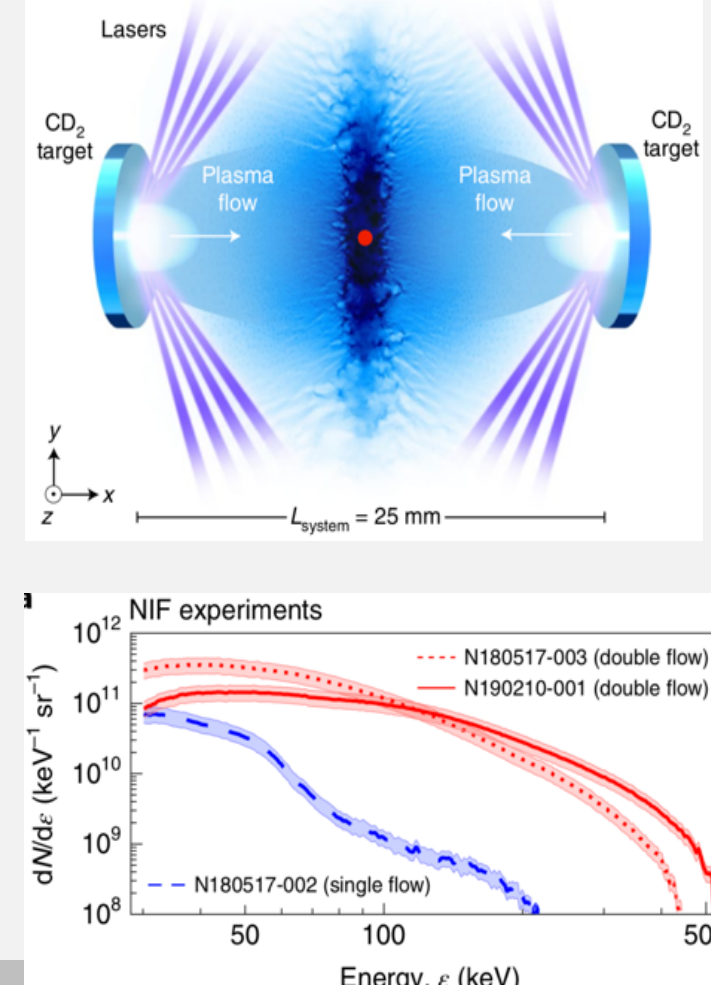 Lasers
CD2
target
CD2
target
Plasma
flow
Plasma
flow
y
x
z
Lsystem = 25 mm
NIF experiments
10^12
10^11
10^10
10^9
10^8
dN/dε (keV^−1 sr^−1)
N180517-003 (double flow)
N190210-001 (double flow)
N180517-002 (single flow)
50
100
50
Energy, ε (keV)